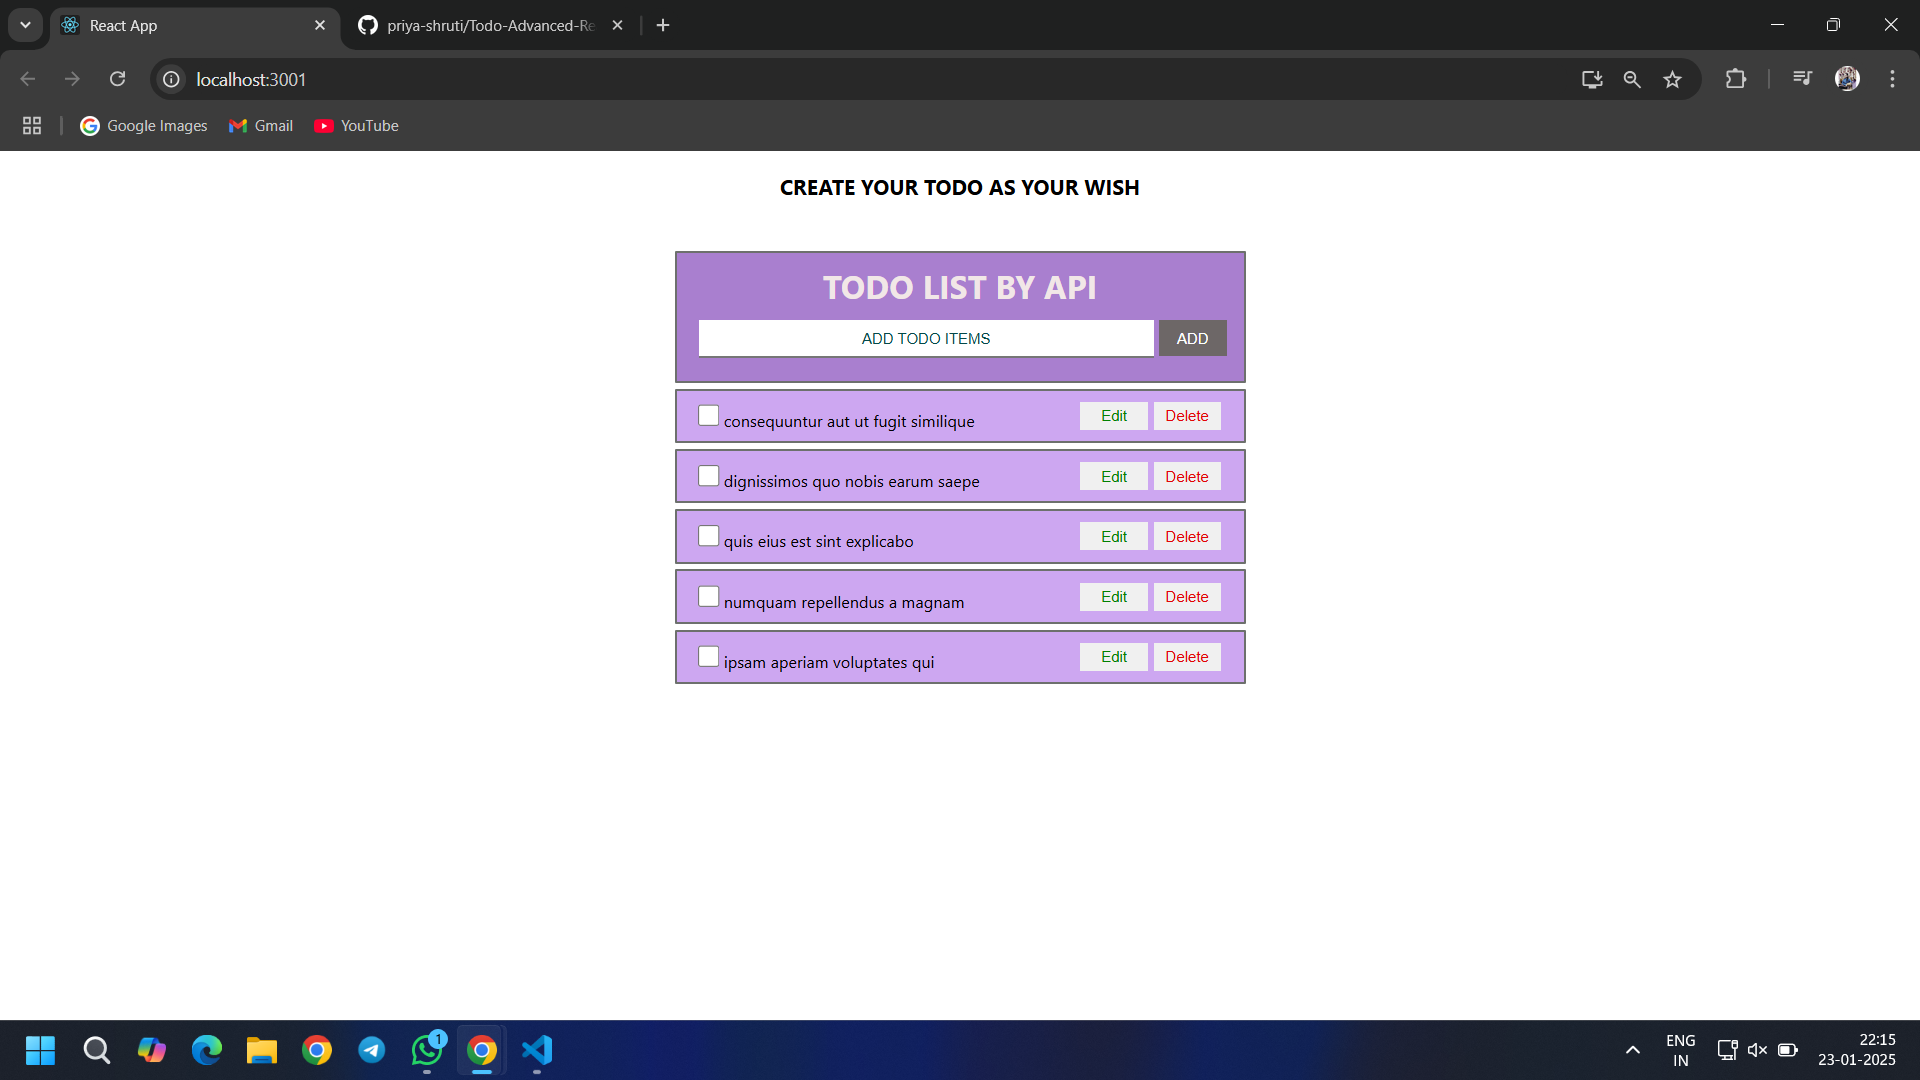 React App
priya-shruti/Todo-Advanced-Re
localhost:3001
Google Images
Gmail
YouTube
CREATE YOUR TODO AS YOUR WISH
TODO LIST BY API
ADD TODO ITEMS ADD
consequuntur aut ut fugit similique Edit Delete
dignissimos quo nobis earum saepe Edit Delete
quis eius est sint explicabo Edit Delete
numquam repellendus a magnam Edit Delete
ipsam aperiam voluptates qui Edit Delete
1
ENG
IN
22:15
23-01-2025